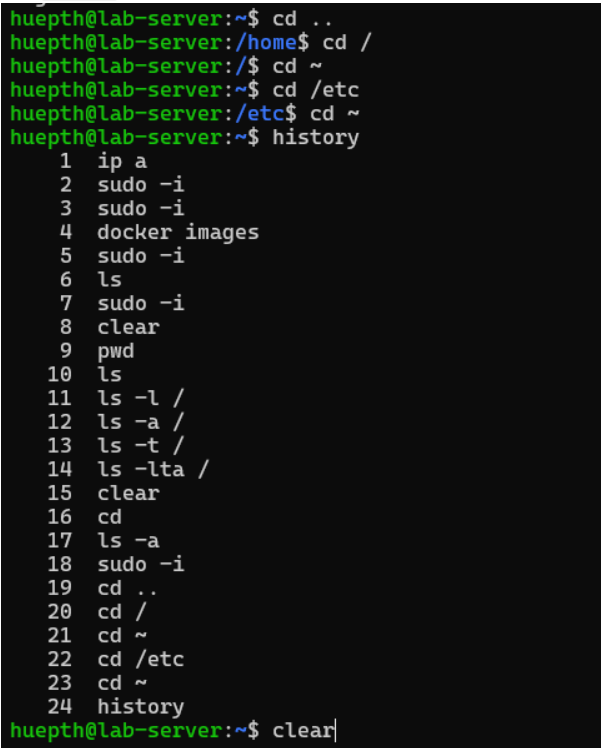 huepth@lab-server:~$ cd ..
huepth@lab-server:/home$ cd /
huepth@lab-server:/$ cd ~
huepth@lab-server:~$ cd /etc
huepth@lab-server:/etc$ cd ~
huepth@lab-server:~$ history
    1  ip a
    2  sudo -i
    3  sudo -i
    4  docker images
    5  sudo -i
    6  ls
    7  sudo -i
    8  clear
    9  pwd
   10  ls
   11  ls -l /
   12  ls -a /
   13  ls -t /
   14  ls -lta /
   15  clear
   16  cd
   17  ls -a
   18  sudo -i
   19  cd ..
   20  cd /
   21  cd ~
   22  cd /etc
   23  cd ~
   24  history
huepth@lab-server:~$ clear